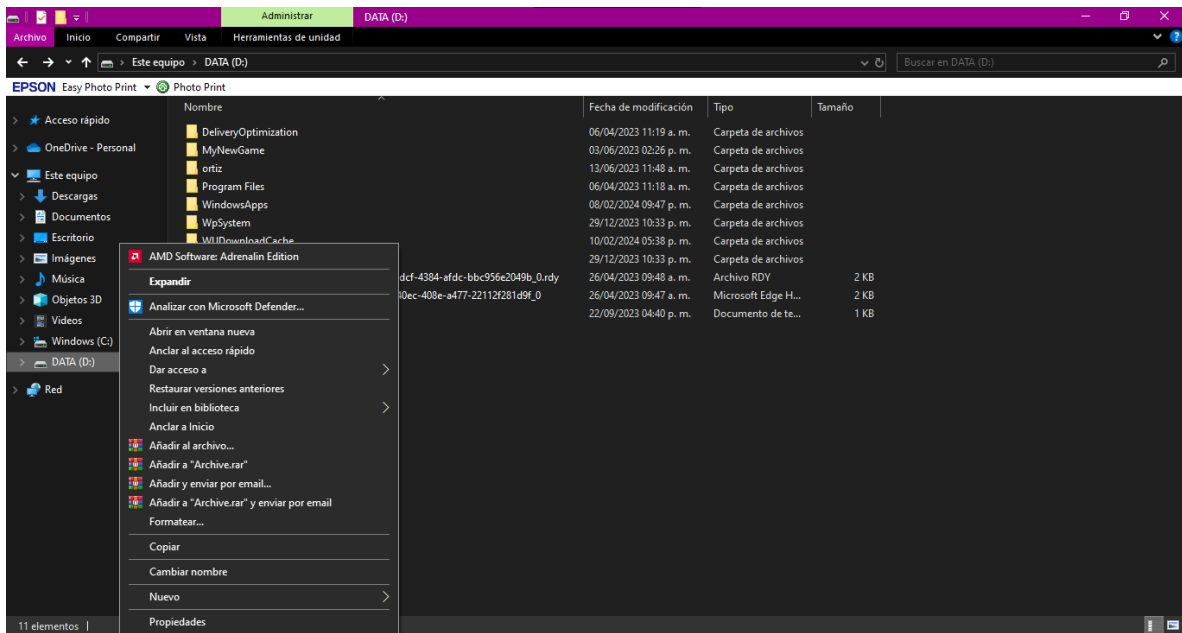 Administrar
DATA (D:)
Archivo Inicio Compartir Vista Herramientas de unidad
Este equipo > DATA (D:)
Buscar en DATA (D:)
EPSON Easy Photo Print Photo Print
Nombre Fecha de modificación Tipo Tamaño
Acceso rápido
OneDrive - Personal
Este equipo
Descargas
Documentos
Escritorio
Imágenes
Música
Objetos 3D
Videos
Windows (C:)
DATA (D:)
Red
DeliveryOptimization 06/04/2023 11:19 a. m. Carpeta de archivos
MyNewGame 03/06/2023 02:26 p. m. Carpeta de archivos
ortiz 13/06/2023 11:48 a. m. Carpeta de archivos
Program Files 06/04/2023 11:18 a. m. Carpeta de archivos
WindowsApps 08/02/2024 09:47 p. m. Carpeta de archivos
WpSystem 29/12/2023 10:33 p. m. Carpeta de archivos
WUDownloadCache 10/02/2024 05:38 p. m. Carpeta de archivos
29/12/2023 10:33 p. m. Carpeta de archivos
dcf-4384-afdc-bbc956e2049b_0.rdy 26/04/2023 09:48 a. m. Archivo RDY 2 KB
40ec-408e-a477-22112f281d9f_0 26/04/2023 09:47 a. m. Microsoft Edge H... 2 KB
22/09/2023 04:40 p. m. Documento de te... 1 KB
AMD Software: Adrenalin Edition
Expandir
Analizar con Microsoft Defender...
Abrir en ventana nueva
Anclar al acceso rápido
Dar acceso a
Restaurar versiones anteriores
Incluir en biblioteca
Anclar a Inicio
Añadir al archivo...
Añadir a "Archive.rar"
Añadir y enviar por email...
Añadir a "Archive.rar" y enviar por email
Formatear...
Copiar
Cambiar nombre
Nuevo
Propiedades
11 elementos